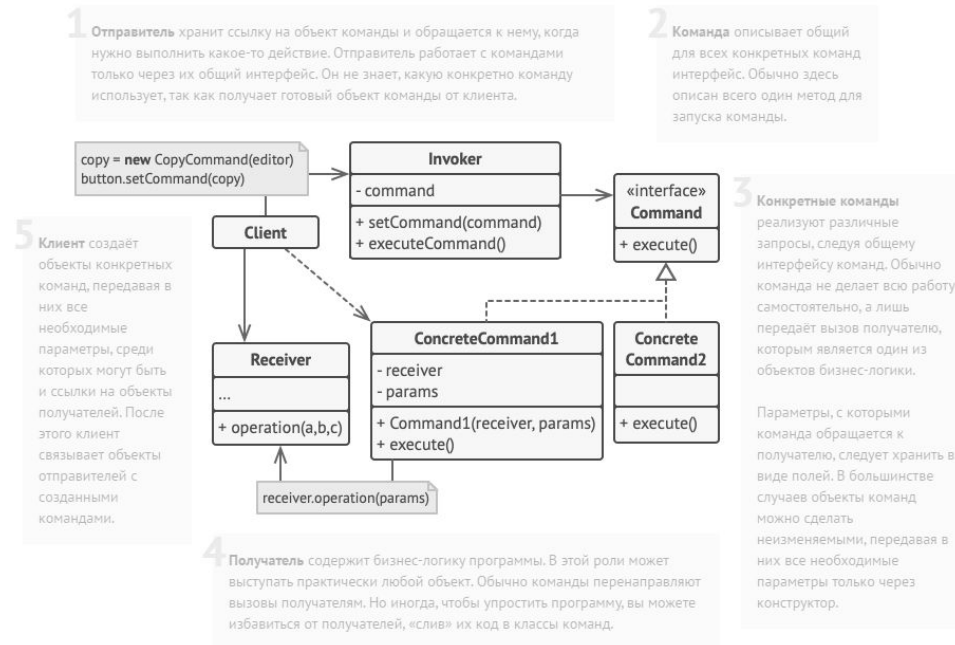 1
Отправитель хранит ссылку на объект команды и обращается к нему, когда
нужно выполнить какое-то действие. Отправитель работает с командами
только через их общий интерфейс. Он не знает, какую конкретно команду
использует, так как получает готовый объект команды от клиента.
2
Команда описывает общий
для всех конкретных команд
интерфейс. Обычно здесь
описан всего один метод для
запуска команды.
copy = new CopyCommand(editor)
button.setCommand(copy)
Invoker
- command
+ setCommand(command)
+ executeCommand()
«interface»
Command
+ execute()
3
Конкретные команды
реализуют различные
запросы, следуя общему
интерфейсу команд. Обычно
команда не делает всю работу
самостоятельно, а лишь
передаёт вызов получателю,
которым является один из
объектов бизнес-логики.
Параметры, с которыми
команда обращается к
получателю, следует хранить в
виде полей. В большинстве
случаев объекты команд
можно сделать
неизменяемыми, передавая в
них все необходимые
параметры только через
конструктор.
5
Клиент создаёт
объекты конкретных
команд, передавая в
них все
необходимые
параметры, среди
которых могут быть
и ссылки на объекты
получателей. После
этого клиент
связывает объекты
отправителей с
созданными
командами.
Client
Receiver
...
+ operation(a,b,c)
ConcreteCommand1
- receiver
- params
+ Command1(receiver, params)
+ execute()
Concrete
Command2
+ execute()
receiver.operation(params)
4
Получатель содержит бизнес-логику программы. В этой роли может
выступать практически любой объект. Обычно команды перенаправляют
вызовы получателям. Но иногда, чтобы упростить программу, вы можете
избавиться от получателей, «слив» их код в классы команд.